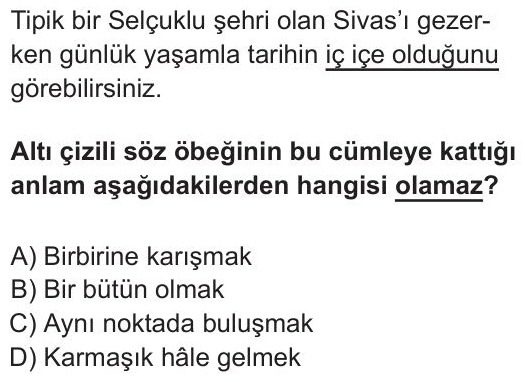 Tipik bir Selçuklu şehri olan Sivas’ı gezer-
ken günlük yaşamla tarihin iç içe olduğunu
görebilirsiniz.
Altı çizili söz öbeğinin bu cümleye kattığı
anlam aşağıdakilerden hangisi olamaz?
A) Birbirine karışmak
B) Bir bütün olmak
C) Aynı noktada buluşmak
D) Karmaşık hâle gelmek